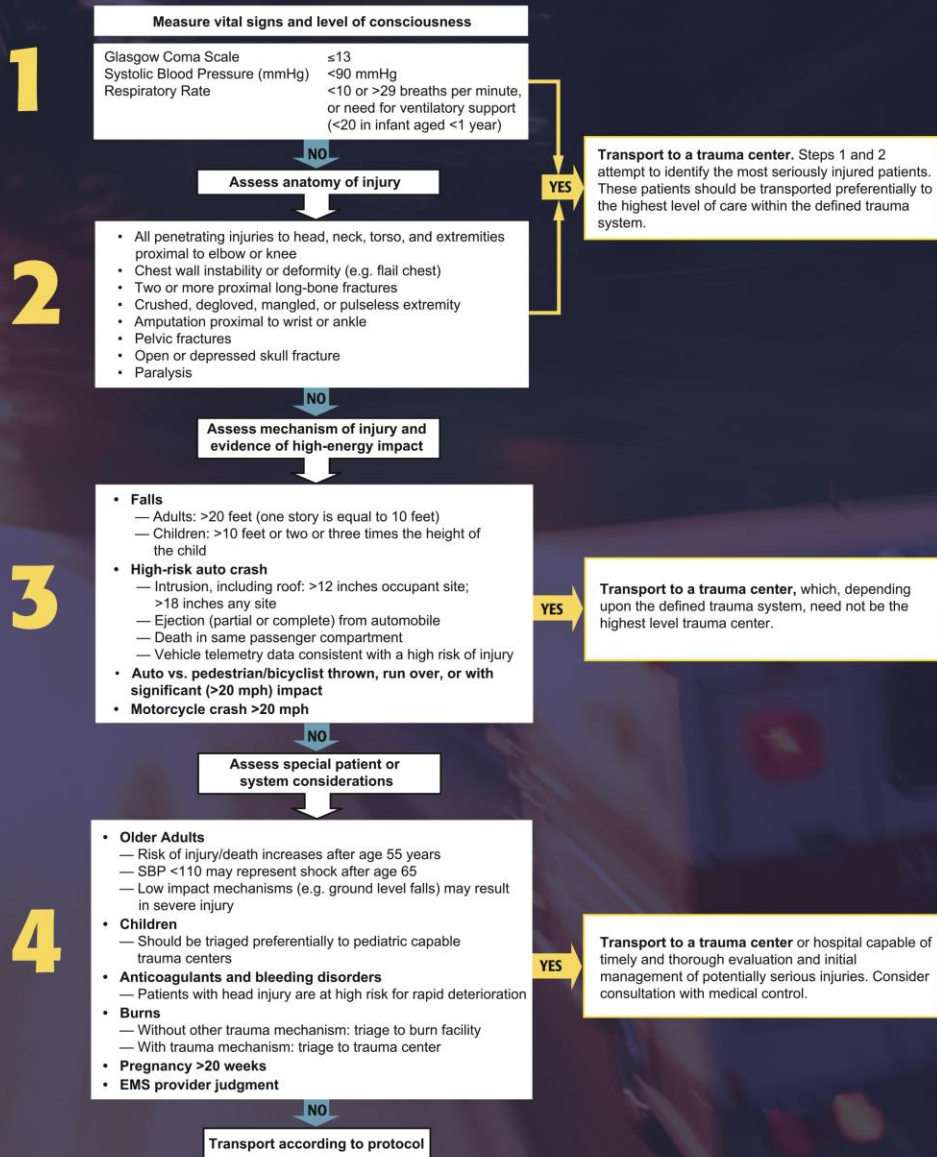 1
Measure vital signs and level of consciousness
Glasgow Coma Scale ≤13
Systolic Blood Pressure (mmHg) <90 mmHg
Respiratory Rate <10 or >29 breaths per minute,
or need for ventilatory support
(<20 in infant aged <1 year)
NO
YES
Transport to a trauma center. Steps 1 and 2
attempt to identify the most seriously injured patients.
These patients should be transported preferentially to
the highest level of care within the defined trauma
system.
Assess anatomy of injury
2
• All penetrating injuries to head, neck, torso, and extremities
proximal to elbow or knee
• Chest wall instability or deformity (e.g. flail chest)
• Two or more proximal long-bone fractures
• Crushed, degloved, mangled, or pulseless extremity
• Amputation proximal to wrist or ankle
• Pelvic fractures
• Open or depressed skull fracture
• Paralysis
NO
Assess mechanism of injury and
evidence of high-energy impact
3
• Falls
— Adults: >20 feet (one story is equal to 10 feet)
— Children: >10 feet or two or three times the height of
the child
• High-risk auto crash
— Intrusion, including roof: >12 inches occupant site;
>18 inches any site
— Ejection (partial or complete) from automobile
— Death in same passenger compartment
— Vehicle telemetry data consistent with a high risk of injury
• Auto vs. pedestrian/bicyclist thrown, run over, or with
significant (>20 mph) impact
• Motorcycle crash >20 mph
YES
Transport to a trauma center, which, depending
upon the defined trauma system, need not be the
highest level trauma center.
NO
Assess special patient or
system considerations
4
• Older Adults
— Risk of injury/death increases after age 55 years
— SBP <110 may represent shock after age 65
— Low impact mechanisms (e.g. ground level falls) may result
in severe injury
• Children
— Should be triaged preferentially to pediatric capable
trauma centers
• Anticoagulants and bleeding disorders
— Patients with head injury are at high risk for rapid deterioration
• Burns
— Without other trauma mechanism: triage to burn facility
— With trauma mechanism: triage to trauma center
• Pregnancy >20 weeks
• EMS provider judgment
YES
Transport to a trauma center or hospital capable of
timely and thorough evaluation and initial
management of potentially serious injuries. Consider
consultation with medical control.
NO
Transport according to protocol